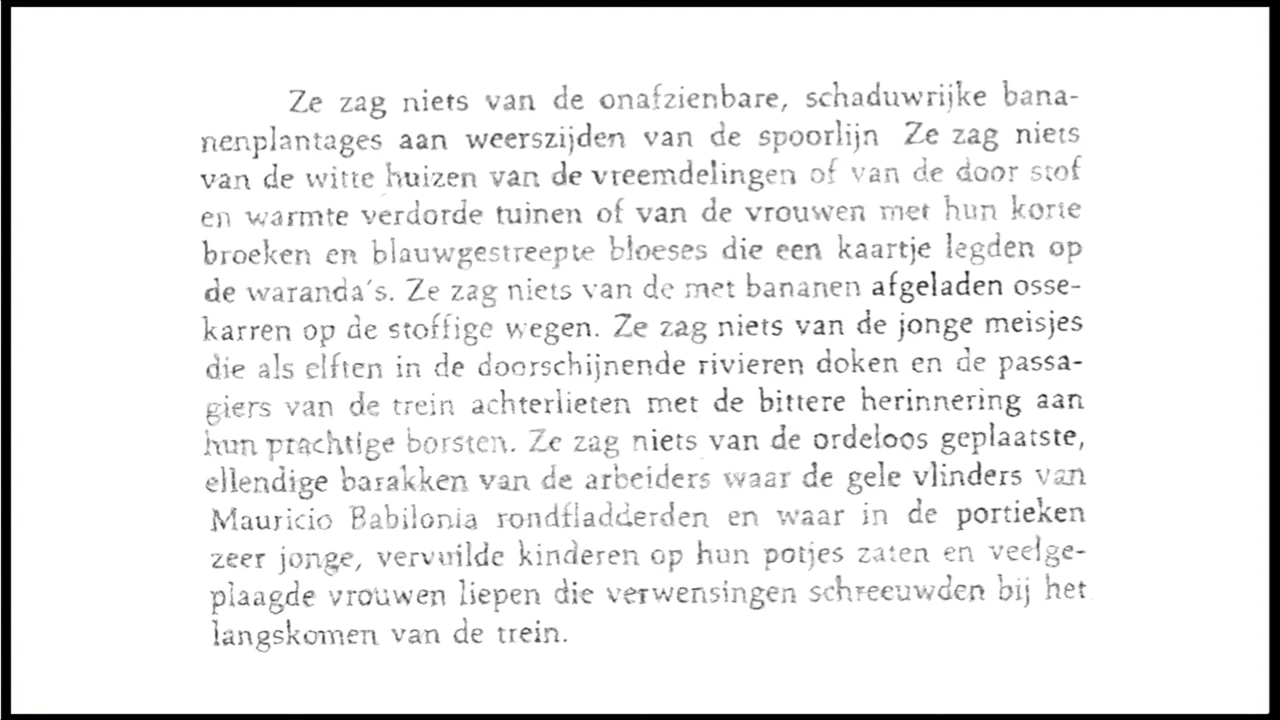 Ze zag niets van de onafzienbare, schaduwrijke bana-
nenplantages aan weerszijden van de spoorlijn Ze zag niets
van de witte huizen van de vreemdelingen of van de door stof
en warmte verdorde tuinen of van de vrouwen met hun korte
broeken en blauwgestreepte bloeses die een kaartje legden op
de waranda's. Ze zag niets van de met bananen afgeladen osse-
karren op de stoffige wegen. Ze zag niets van de jonge meisjes
die als elften in de doorschijnende rivieren doken en de passa-
giers van de trein achterlieten met de bittere herinnering aan
hun prachtige borsten. Ze zag niets van de ordeloos geplaatste,
ellendige barakken van de arbeiders waar de gele vlinders van
Mauricio Babilonia rondfladderden en waar in de portieken
zeer jonge, vervuilde kinderen op hun potjes zaten en veelge-
plaagde vrouwen liepen die verwensingen schreeuwden bij het
langskomen van de trein.